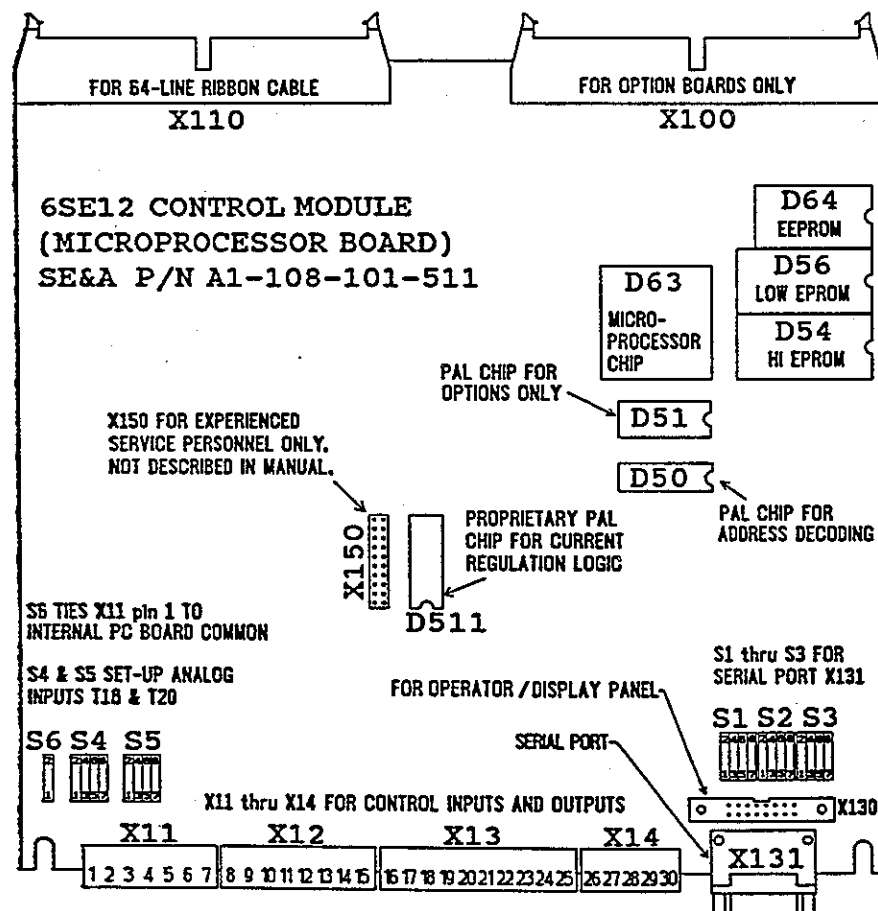 FOR 64-LINE RIBBON CABLE
X110
FOR OPTION BOARDS ONLY
X100
6SE12 CONTROL MODULE
(MICROPROCESSOR BOARD)
SE&A P/N A1-108-101-511
D64
EEPROM
D56
LOW EPROM
D54
HI EPROM
D63
MICRO-
PROCESSOR
CHIP
PAL CHIP FOR
OPTIONS ONLY
D51
D50
PAL CHIP FOR
ADDRESS DECODING
X150 FOR EXPERIENCED
SERVICE PERSONNEL ONLY.
NOT DESCRIBED IN MANUAL.
X150
PROPRIETARY PAL
CHIP FOR CURRENT
REGULATION LOGIC
D511
S6 TIES X11 pin 1 TO
INTERNAL PC BOARD COMMON
S4 & S5 SET-UP ANALOG
INPUTS T18 & T20
S6 S4 S5
S1 thru S3 FOR
SERIAL PORT X131
FOR OPERATOR/DISPLAY PANEL
S1 S2 S3
SERIAL PORT
X11 thru X14 FOR CONTROL INPUTS AND OUTPUTS
X130
X11 X12 X13 X14
X131
1 2 3 4 5 6 7 8 9 10 11 12 13 14 15 16 17 18 19 20 21 22 23 24 25 26 27 28 29 30